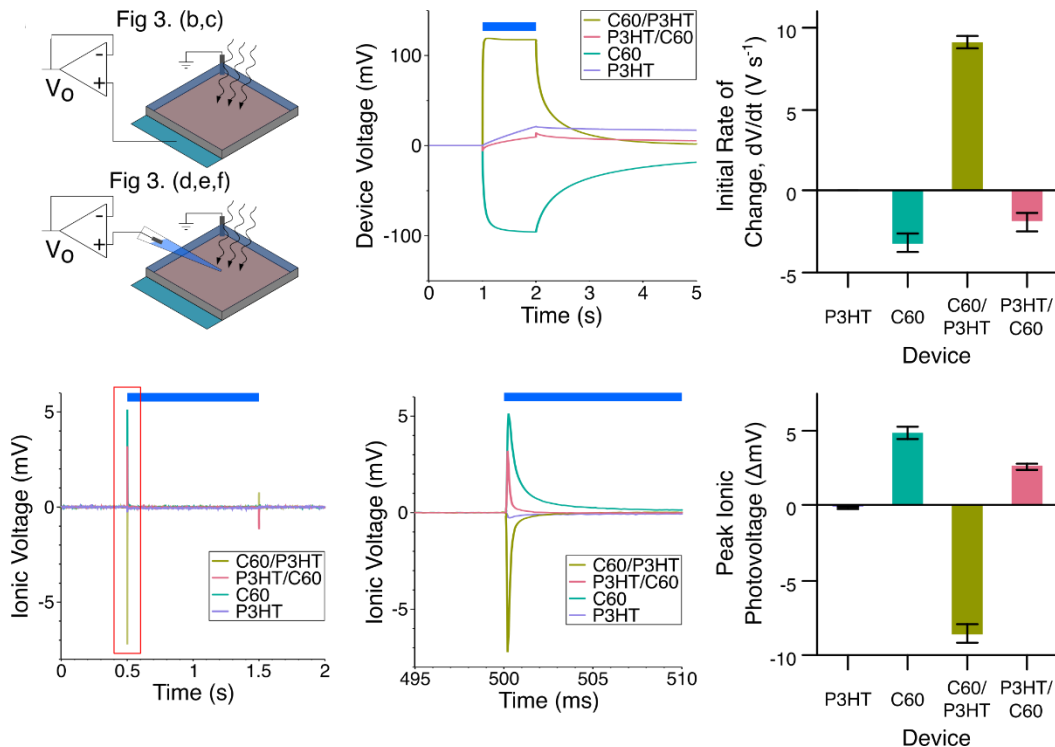 Fig 3. (b,c)
-
+
Vo
Fig 3. (d,e,f)
-
+
Vo
Device Voltage (mV)
100
0
-100
C60/P3HT
P3HT/C60
C60
P3HT
0 1 2 3 4 5
Time (s)
Initial Rate of
Change, dV/dt (V s⁻¹)
10
5
0
-5
P3HT C60 C60/ P3HT/
P3HT C60
Device
Ionic Voltage (mV)
5
0
-5
C60/P3HT
P3HT/C60
C60
P3HT
0 0.5 1 1.5 2
Time (s)
Ionic Voltage (mV)
5
0
-5
C60/P3HT
P3HT/C60
C60
P3HT
495 500 505 510
Time (ms)
Peak Ionic
Photovoltage (ΔmV)
5
0
-5
-10
P3HT C60 C60/ P3HT/
P3HT C60
Device